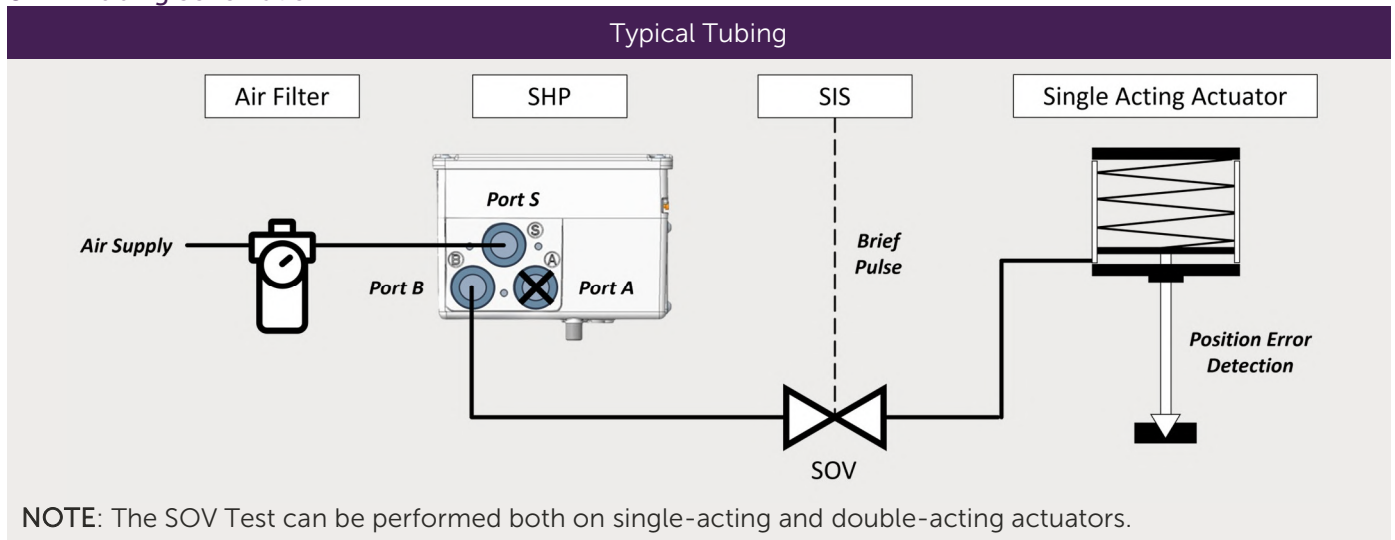 Typical Tubing
Air Filter
SHP
SIS
Single Acting Actuator
Port S
Air Supply
Ⓢ
Ⓑ
Ⓐ
Port B
Port A
Brief
Pulse
Position Error
Detection
SOV
NOTE: The SOV Test can be performed both on single-acting and double-acting actuators.